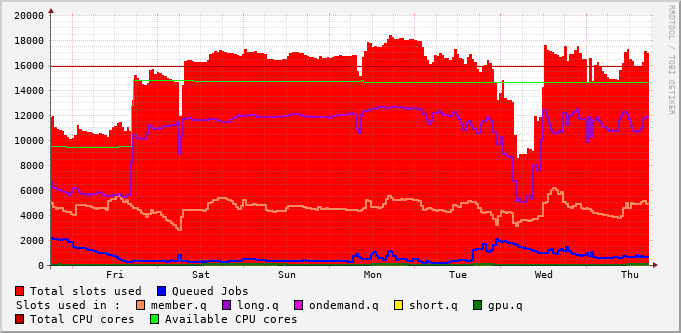 20000
18000
16000
14000
12000
10000
8000
6000
4000
2000
0
Fri Sat Sun Mon Tue Wed Thu
Total slots used Queued Jobs
Slots used in : member.q long.q ondemand.q short.q gpu.q
Total CPU cores Available CPU cores
RRDTOOL / TOBI OETIKER